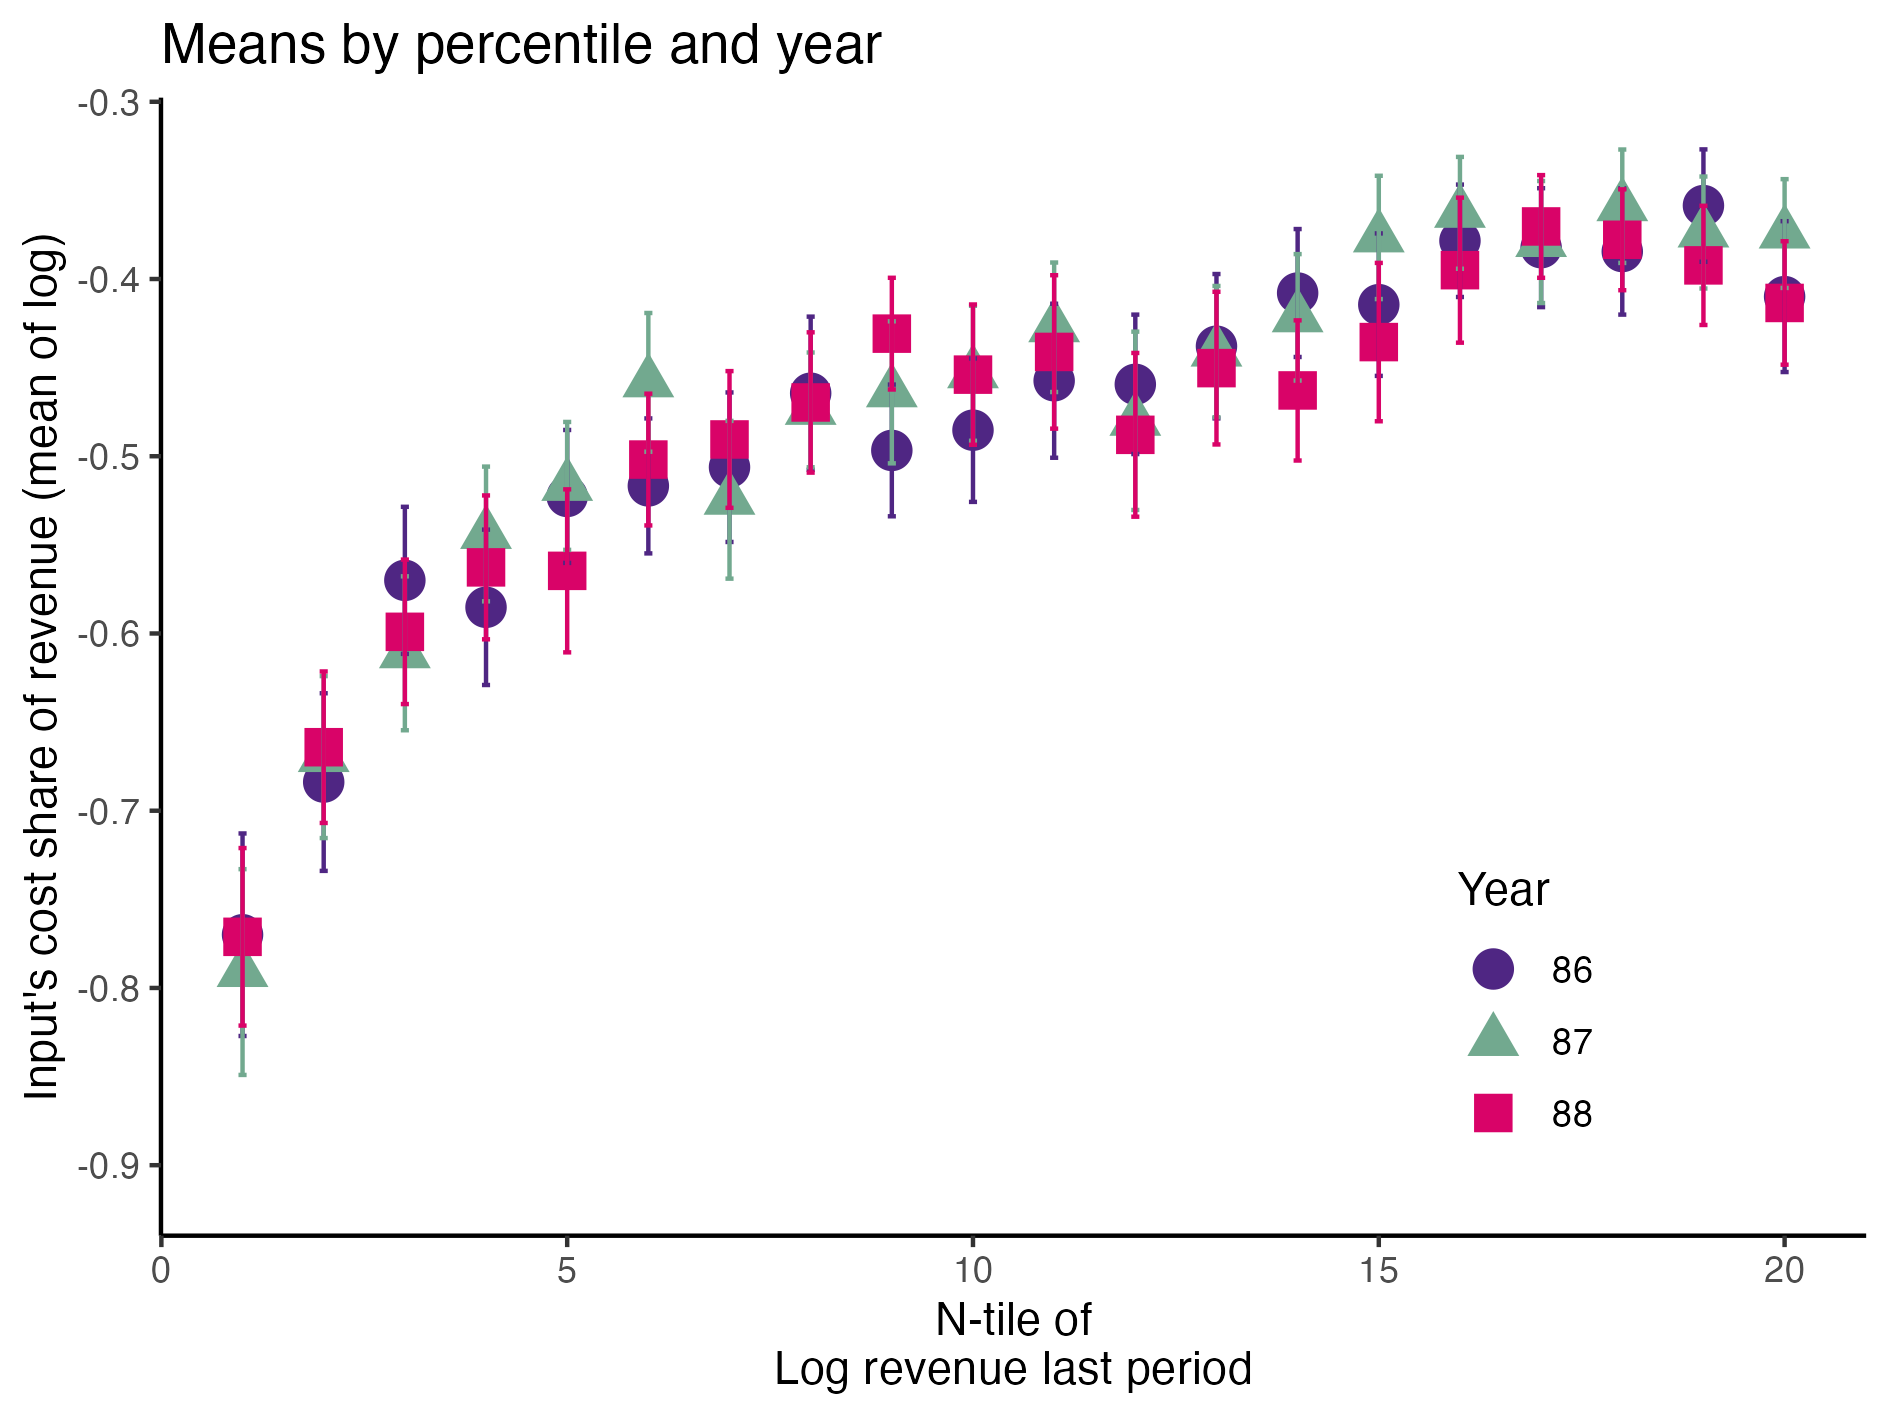 Means by percentile and year
Input's cost share of revenue (mean of log)
-0.3
-0.4
-0.5
-0.6
-0.7
-0.8
-0.9
Year
86
87
88
0 5 10 15 20
N-tile of
Log revenue last period